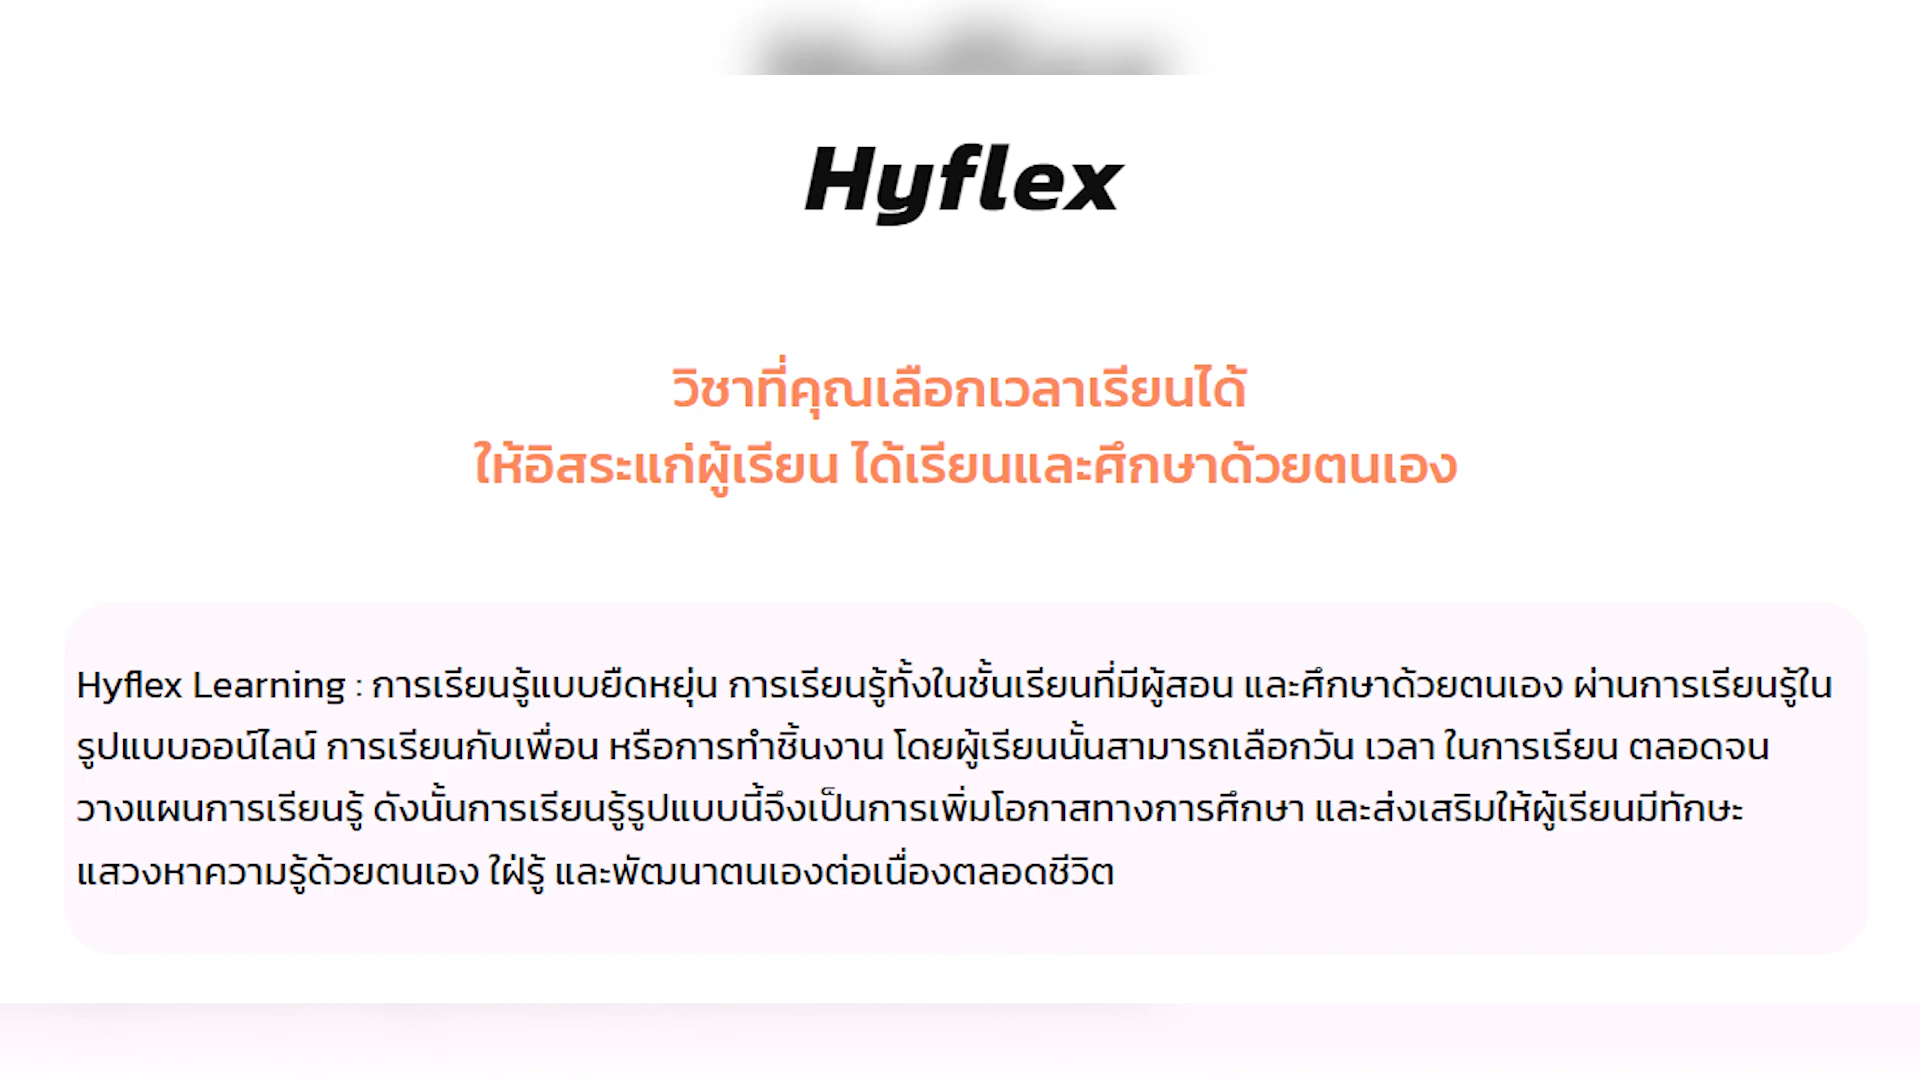 Hyflex
วิชาที่คุณเลือกเวลาเรียนได้
ให้อิสระแก่ผู้เรียน ได้เรียนและศึกษาด้วยตนเอง
Hyflex Learning : การเรียนรู้แบบยืดหยุ่น การเรียนรู้ทั้งในชั้นเรียนที่มีผู้สอน และศึกษาด้วยตนเอง ผ่านการเรียนรู้ใน
รูปแบบออน์ไลน์ การเรียนกับเพื่อน หรือการทำชิ้นงาน โดยผู้เรียนนั้นสามารถเลือกวัน เวลา ในการเรียน ตลอดจน
วางแผนการเรียนรู้ ดังนั้นการเรียนรู้รูปแบบนี้จึงเป็นการเพิ่มโอกาสทางการศึกษา และส่งเสริมให้ผู้เรียนมีทักษะ
แสวงหาความรู้ด้วยตนเอง ใฝ่รู้ และพัฒนาตนเองต่อเนื่องตลอดชีวิต